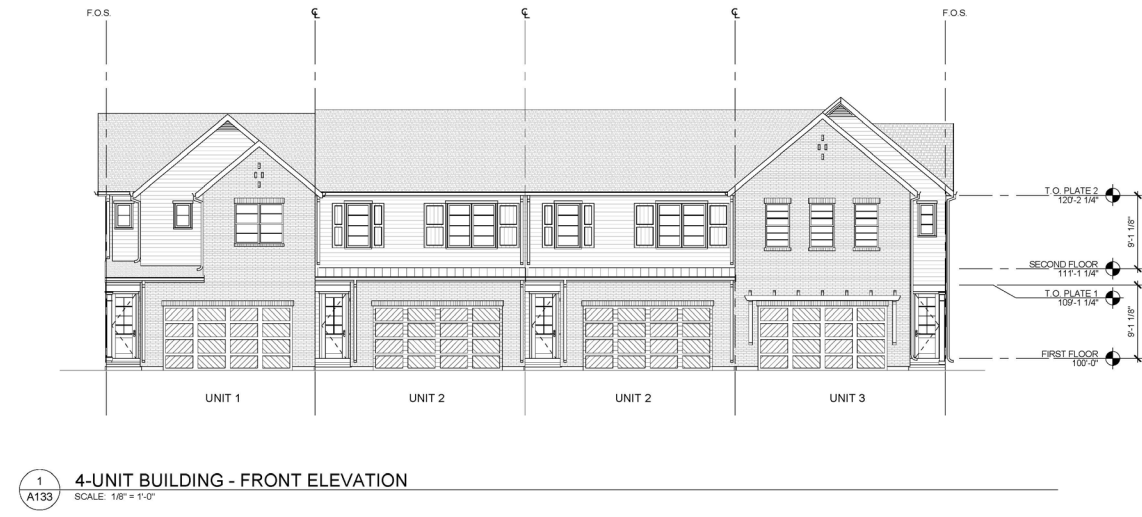 F.O.S.
℄
℄
℄
F.O.S.
T.O. PLATE 2
120'-2 1/4"
9'-1 1/8"
SECOND FLOOR
111'-1 1/4"
T.O. PLATE 1
109'-1 1/4"
9'-1 1/8"
FIRST FLOOR
100'-0"
UNIT 1
UNIT 2
UNIT 2
UNIT 3
1
A133
4-UNIT BUILDING - FRONT ELEVATION
SCALE: 1/8" = 1'-0"